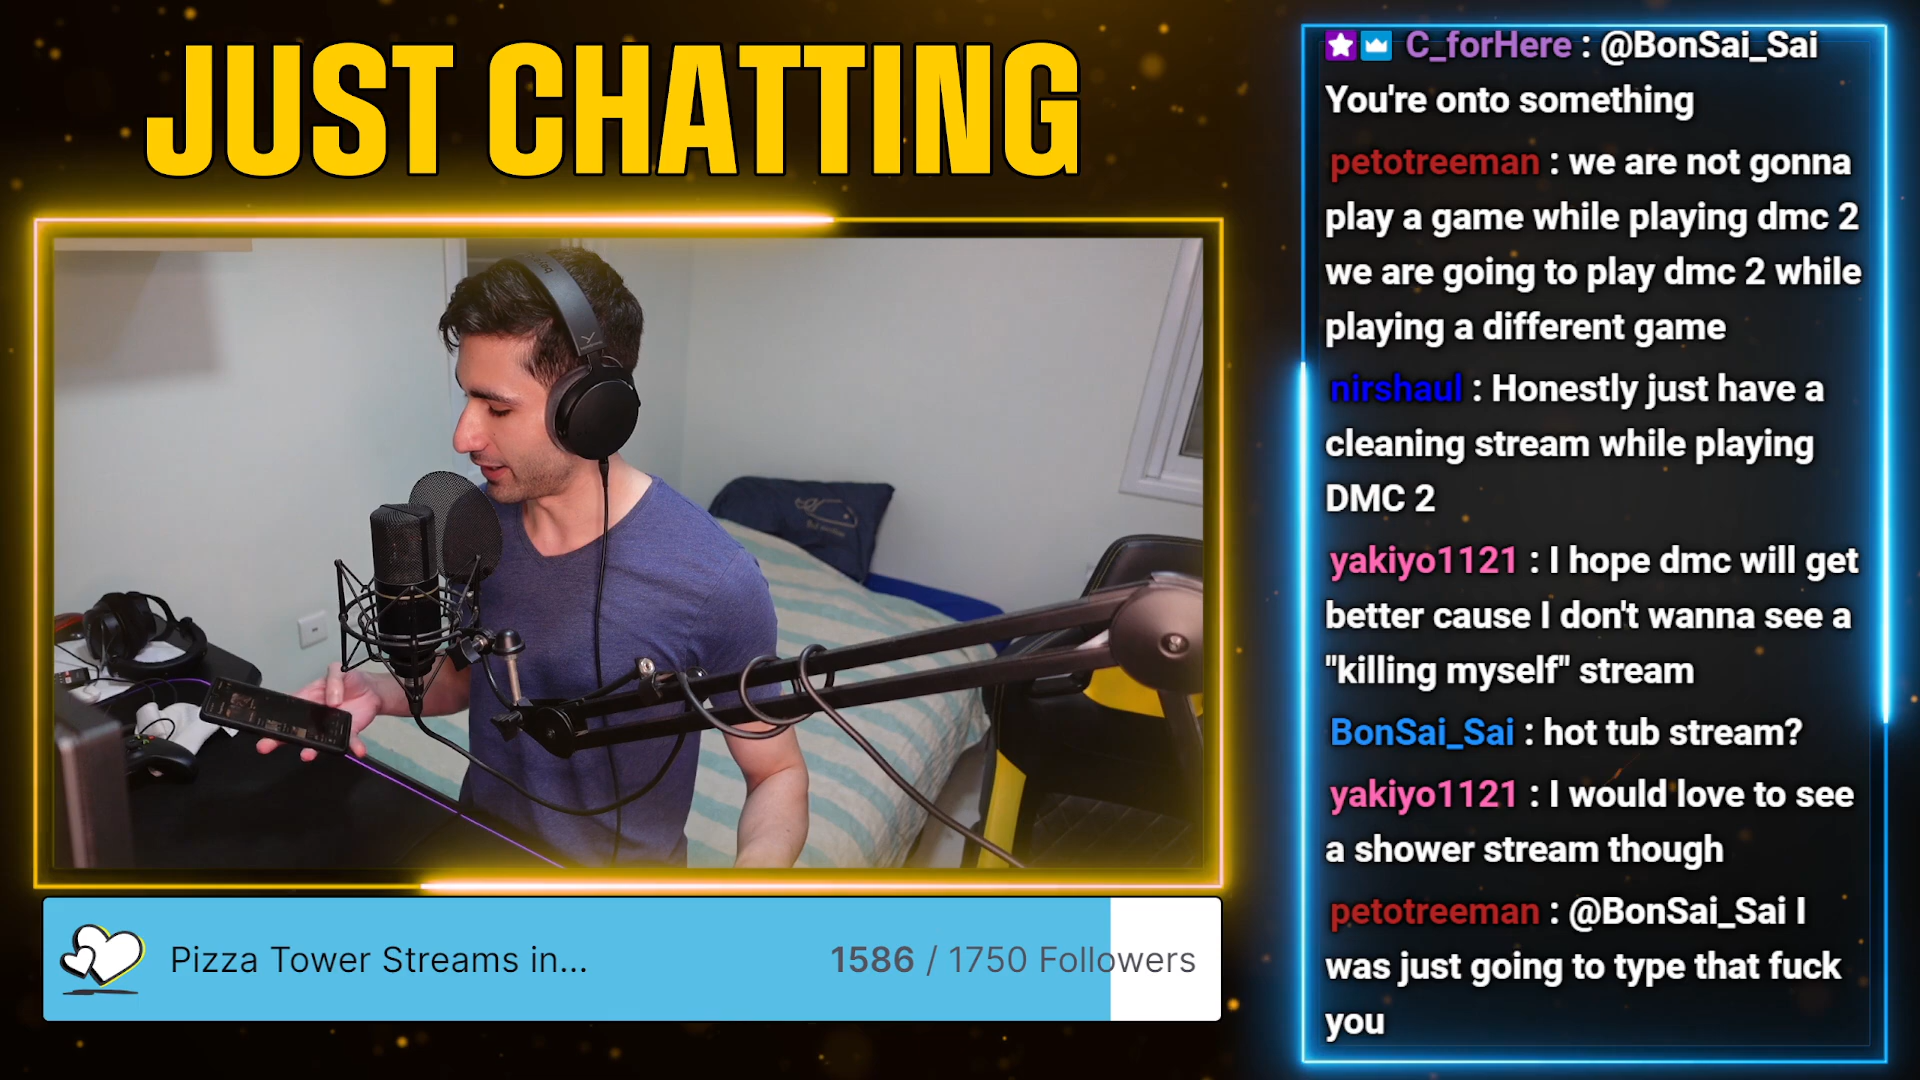 JUST CHATTING
Pizza Tower Streams in...
1586 / 1750 Followers
C_forHere : @BonSai_Sai
You're onto something
petotreeman : we are not gonna
play a game while playing dmc 2
we are going to play dmc 2 while
playing a different game
nirshaul : Honestly just have a
cleaning stream while playing
DMC 2
yakiyo1121 : I hope dmc will get
better cause I don't wanna see a
"killing myself" stream
BonSai_Sai : hot tub stream?
yakiyo1121 : I would love to see
a shower stream though
petotreeman : @BonSai_Sai I
was just going to type that fuck
you